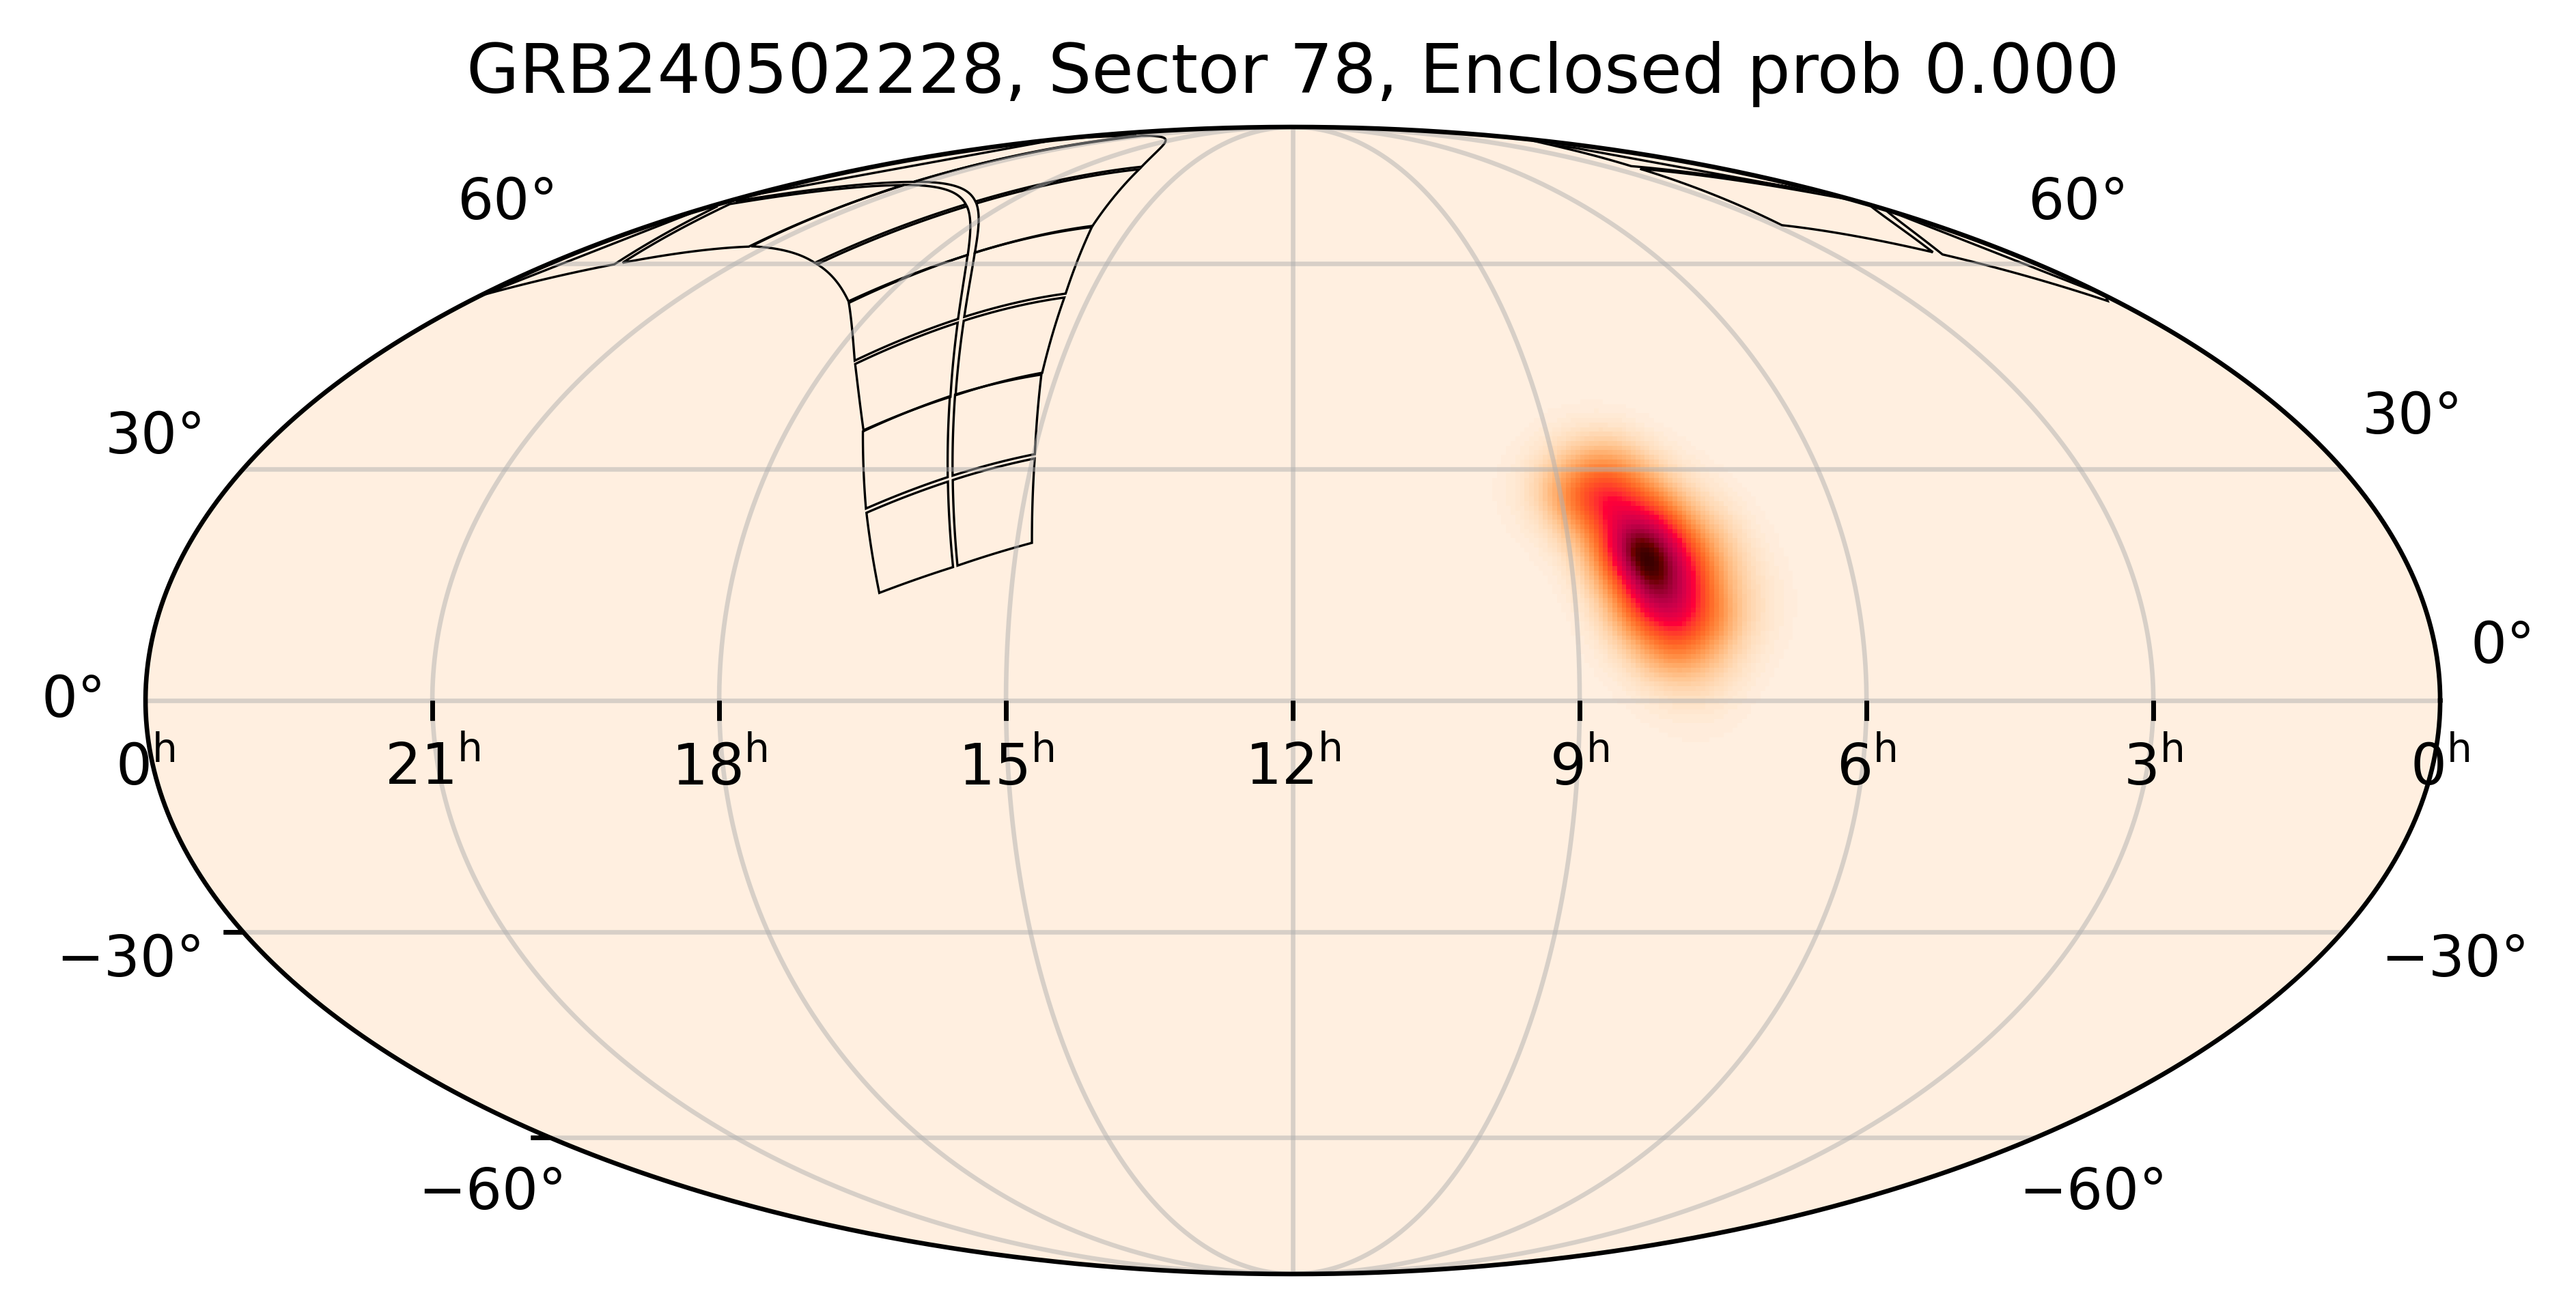 GRB240502228, Sector 78, Enclosed prob 0.000
60° 60°
30° 30°
0° 0°
0ʰ 21ʰ 18ʰ 15ʰ 12ʰ 9ʰ 6ʰ 3ʰ 0ʰ
−30° −30°
−60° −60°